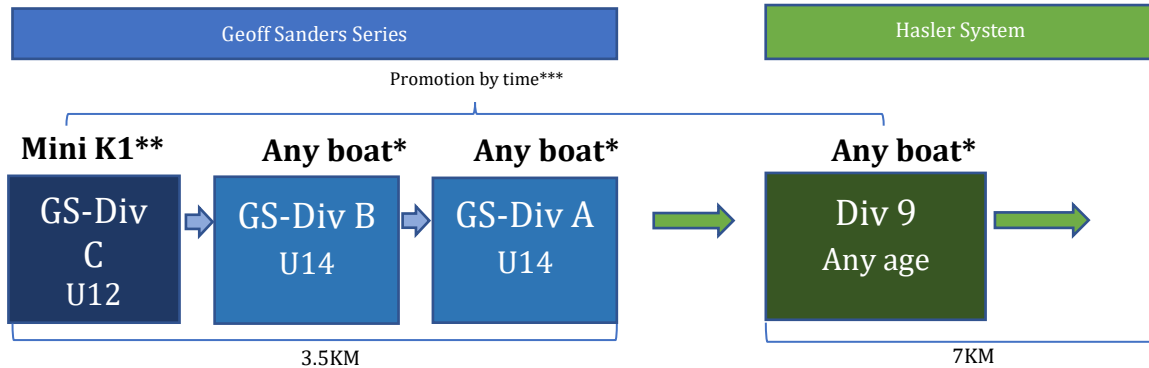 Geoff Sanders Series
Hasler System
Promotion by time***
Mini K1**
Any boat*
Any boat*
Any boat*
GS-Div
C
U12
GS-Div B
U14
GS-Div A
U14
Div 9
Any age
3.5KM
7KM